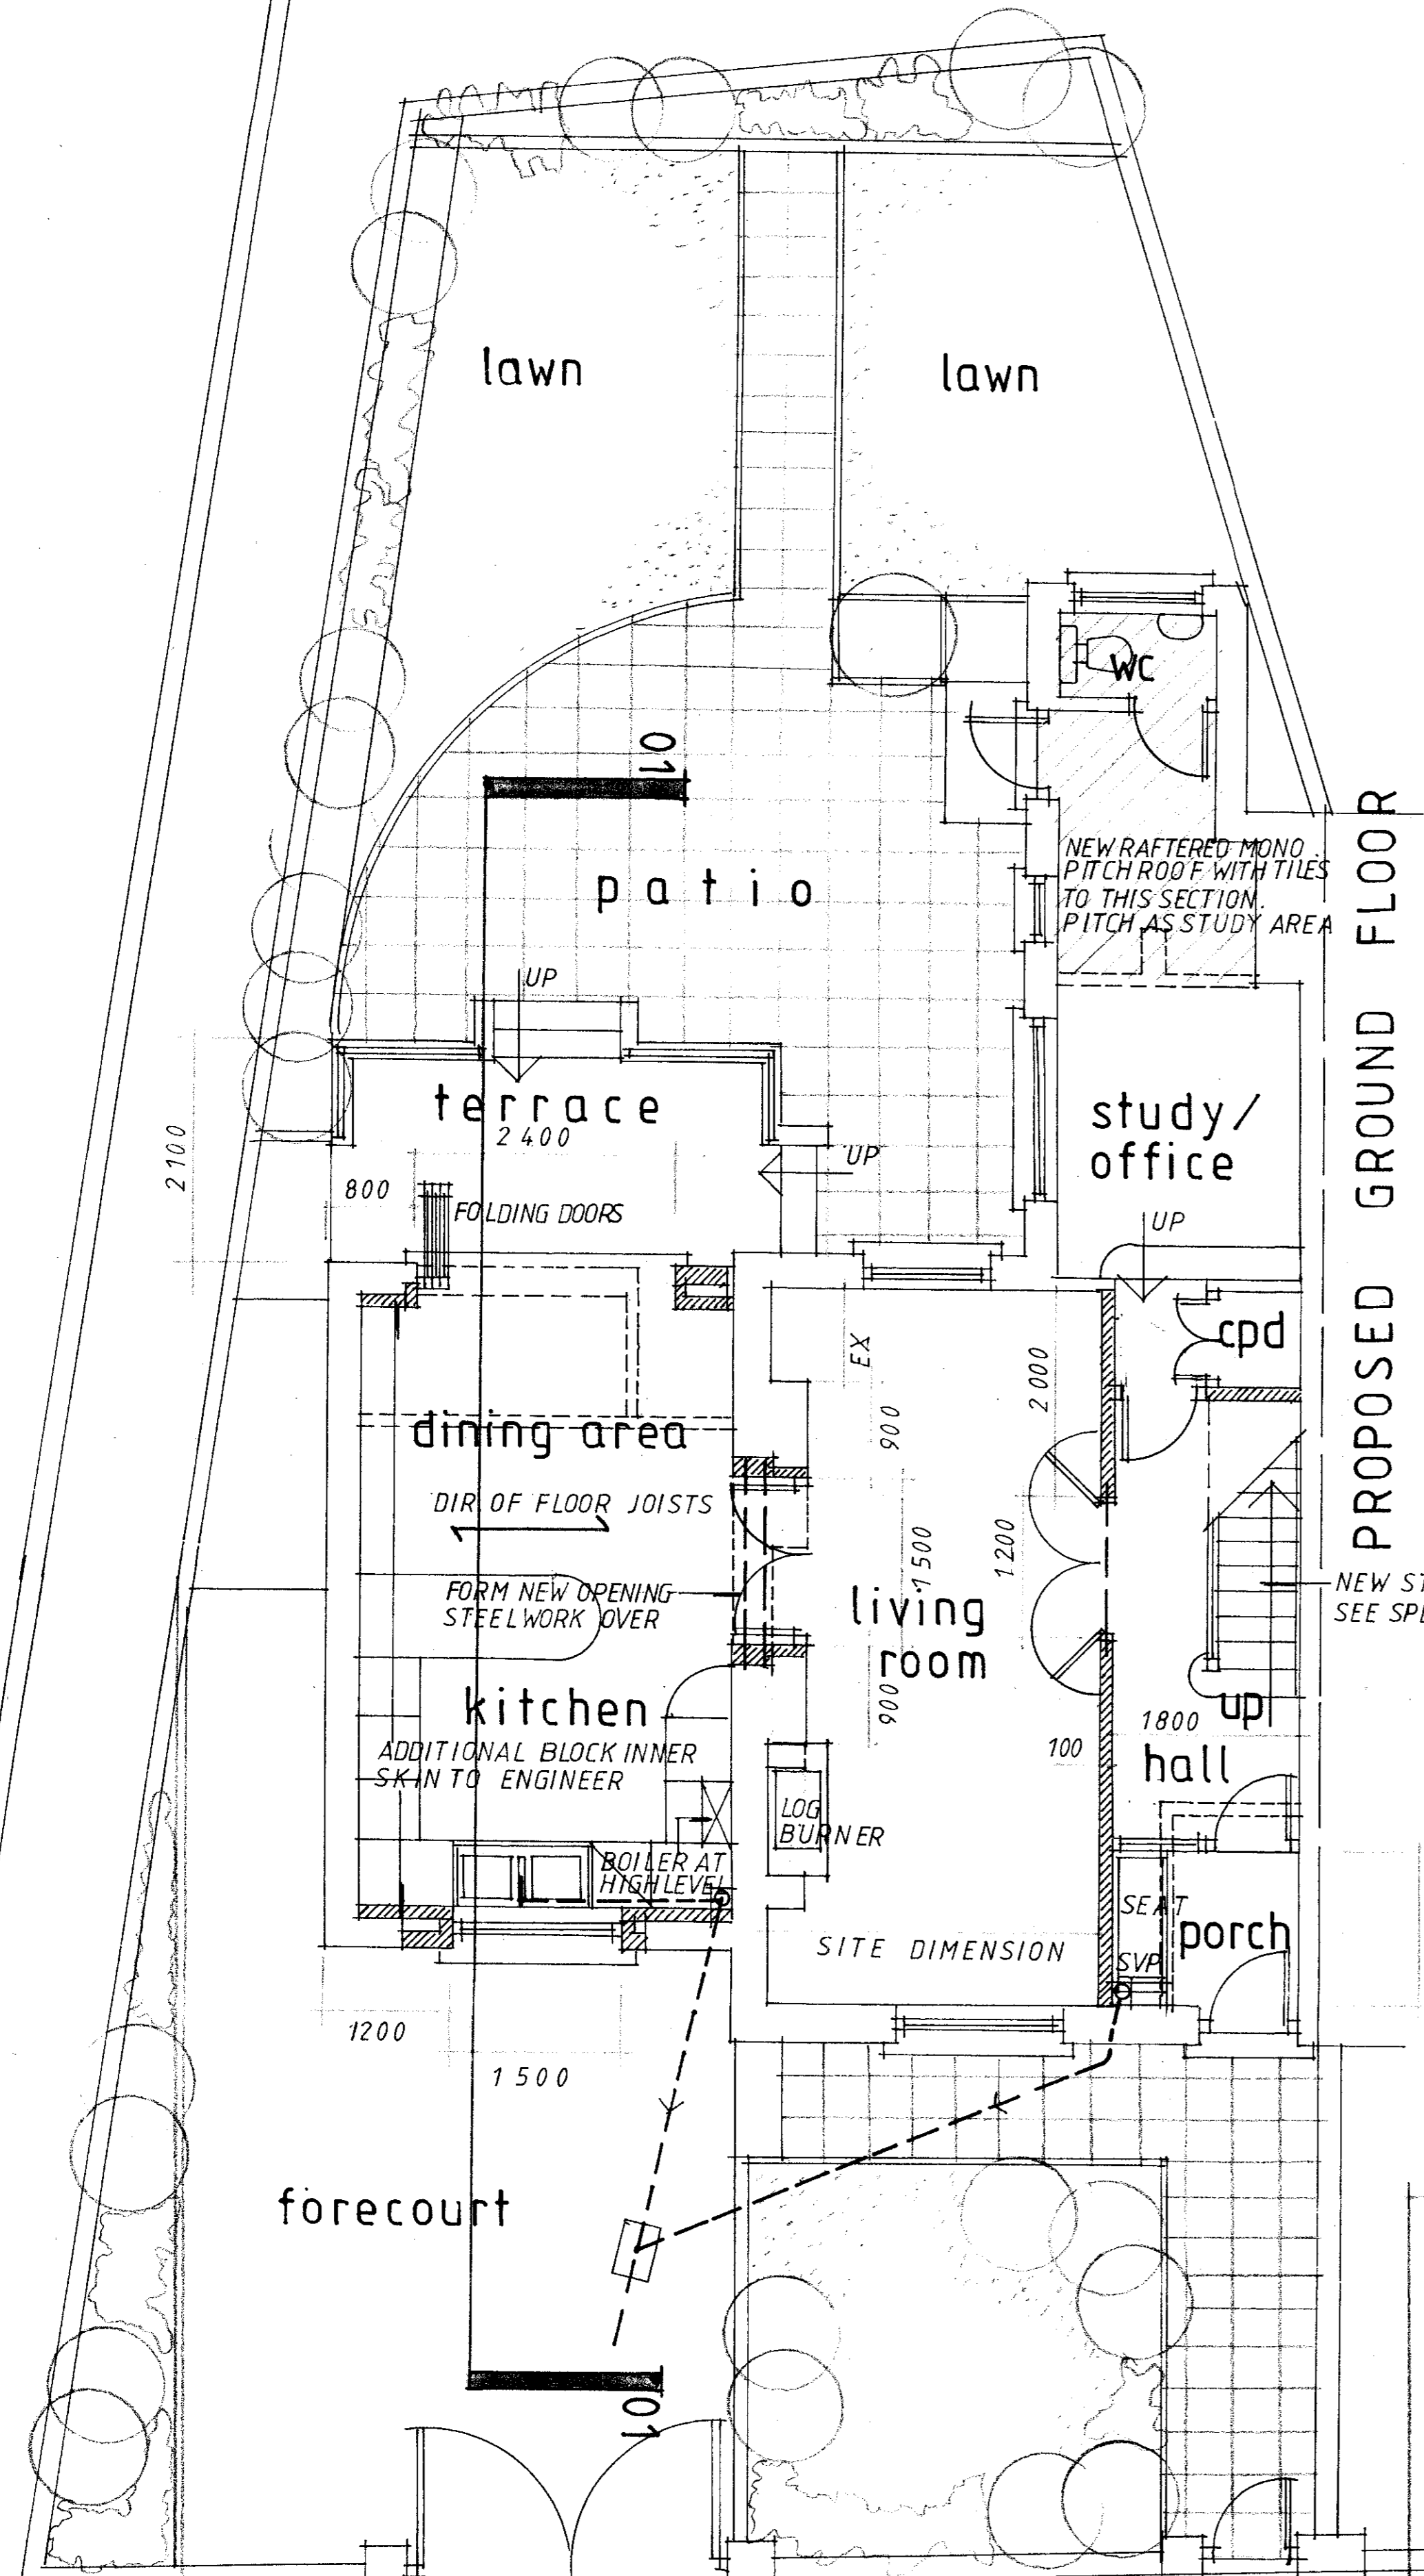 lawn
lawn
WC
01
NEW RAFTERED MONO
PITCH ROOF WITH TILES
TO THIS SECTION.
PITCH AS STUDY AREA
patio
UP
terrace
2400
2100
800
FOLDING DOORS
UP
study/
office
UP
cpd
EX
2000
900
dining area
DIR OF FLOOR JOISTS
1500
1200
FORM NEW OPENING
STEELWORK OVER
living
room
NEW ST
SEE SPE
900
kitchen
up
1800
100
hall
ADDITIONAL BLOCK INNER
SKIN TO ENGINEER
LOG
BURNER
BOILER AT
HIGH LEVEL
SEAT
porch
SITE DIMENSION
SVP
1200
1500
forecourt
01
PROPOSED GROUND FLOOR